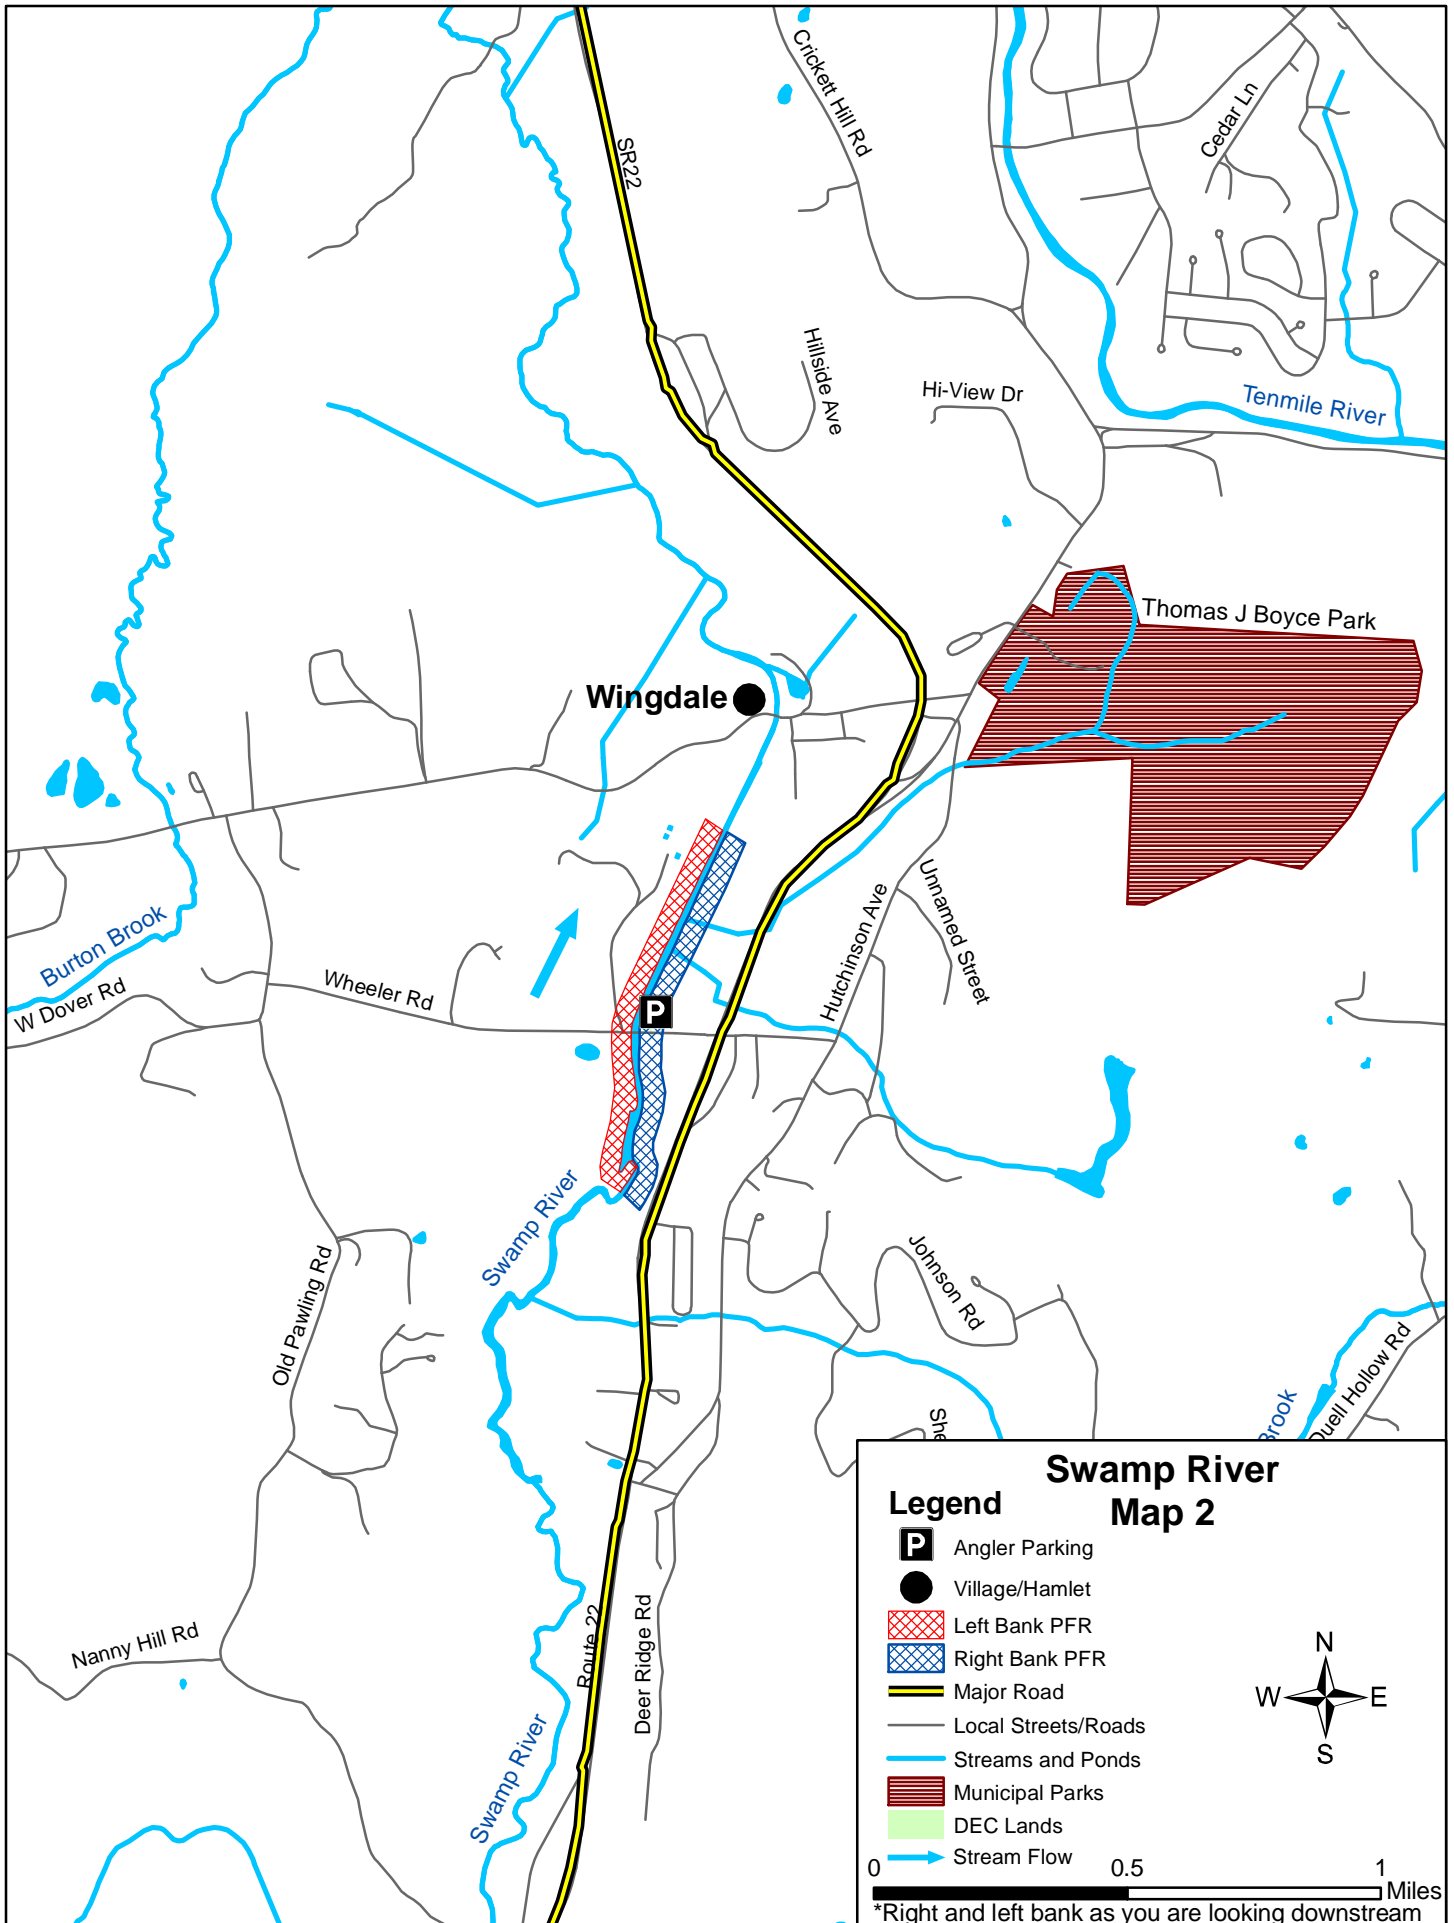 Crickett Hill Rd
Cedar Ln
SR22
Hillside Ave
Hi-View Dr
Tenmile River
Thomas J Boyce Park
Wingdale
Burton Brook
W Dover Rd
Wheeler Rd
P
Hutchinson Ave
Unnamed Street
Swamp River
Johnson Rd
Old Pawling Rd
Quell Hollow Rd
Brook
She
Nanny Hill Rd
Route 22
Deer Ridge Rd
Swamp River
Swamp River
Map 2
Legend
P Angler Parking
Village/Hamlet
Left Bank PFR
Right Bank PFR
Major Road
Local Streets/Roads
Streams and Ponds
Municipal Parks
DEC Lands
Stream Flow
N
W E
S
0 0.5 1
Miles
*Right and left bank as you are looking downstream